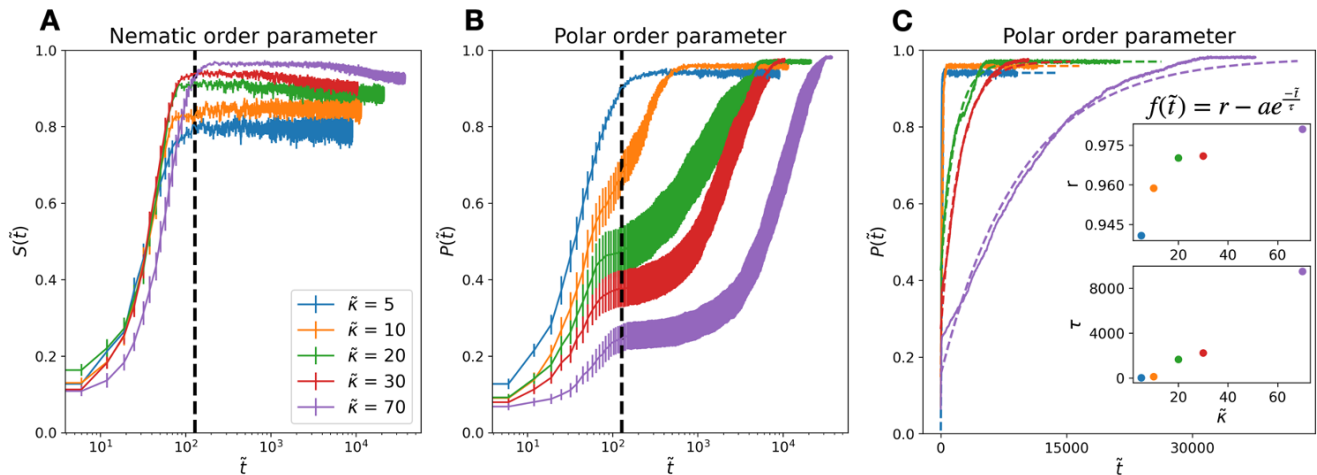 A
Nematic order parameter
1.0
0.8
0.6
0.4
0.2
0.0
S(t̃)
10¹ 10² 10³ 10⁴
t̃
κ̃ = 5
κ̃ = 10
κ̃ = 20
κ̃ = 30
κ̃ = 70
B
Polar order parameter
1.0
0.8
0.6
0.4
0.2
0.0
P(t̃)
10¹ 10² 10³ 10⁴
t̃
C
Polar order parameter
1.0
0.8
0.6
0.4
0.2
0.0
P(t̃)
0 15000 30000
t̃
f(t̃) = r − ae^(−t̃/τ)
0.975
0.960
0.945
r
20 40 60
8000
4000
0
τ
20 40 60
κ̃